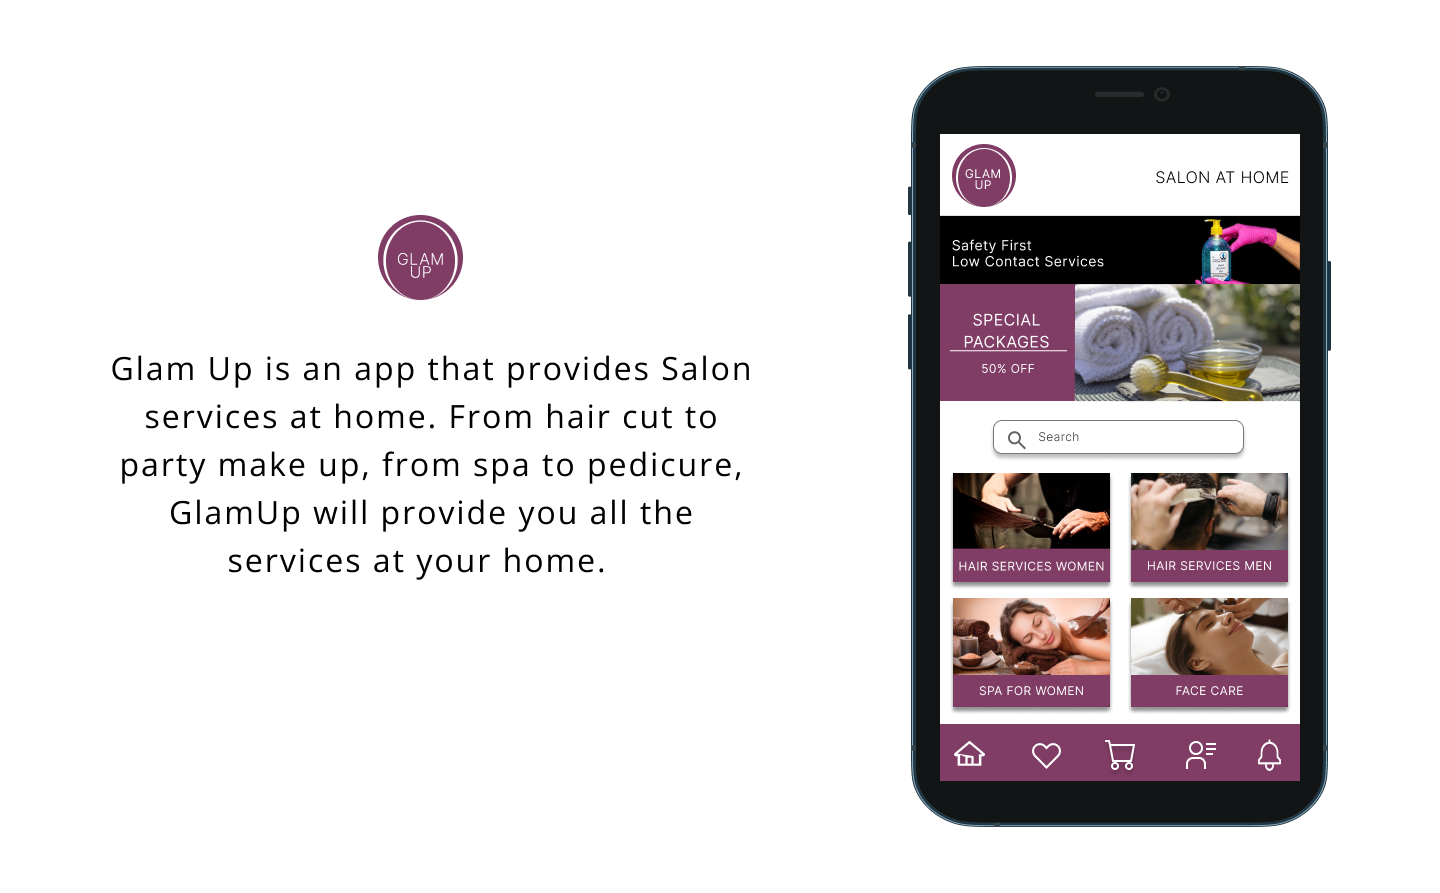 GLAM
UP
Glam Up is an app that provides Salon
services at home. From hair cut to
party make up, from spa to pedicure,
GlamUp will provide you all the
services at your home.
GLAM
UP
SALON AT HOME
Safety First
Low Contact Services
SPECIAL
PACKAGES
50% OFF
Search
HAIR SERVICES WOMEN
HAIR SERVICES MEN
SPA FOR WOMEN
FACE CARE